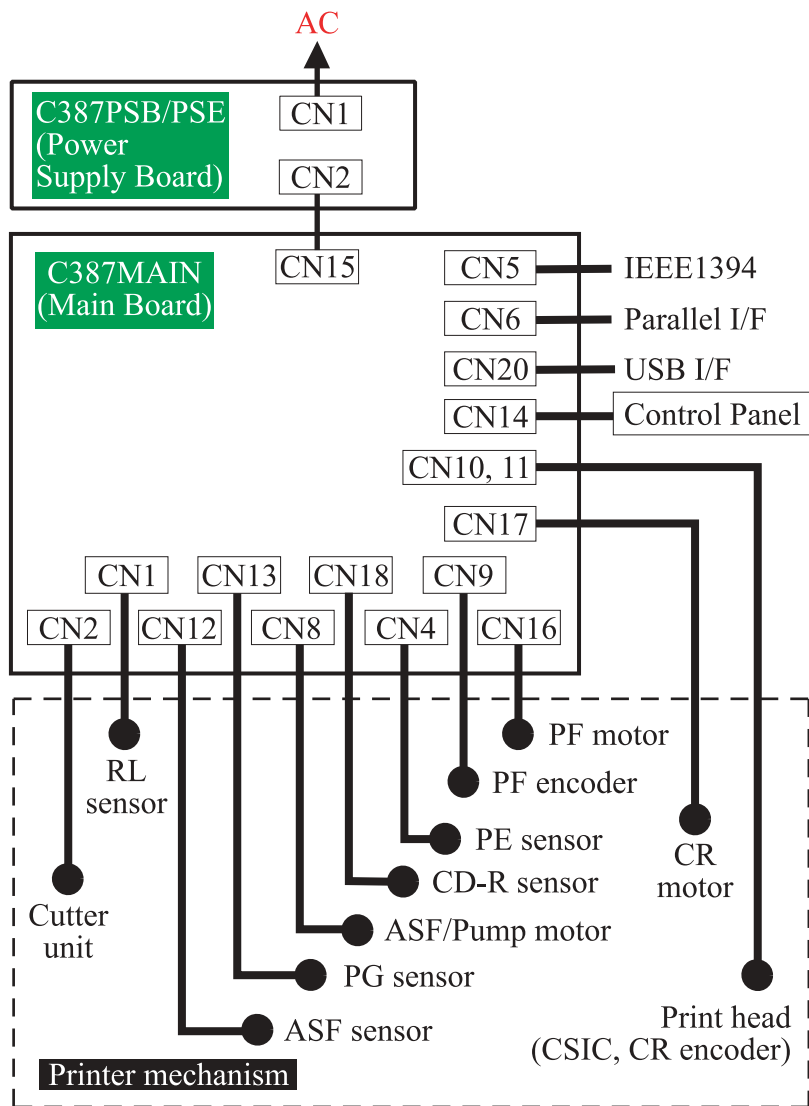 AC
C387PSB/PSE
(Power
Supply Board)
CN1
CN2
C387MAIN
(Main Board)
CN15
CN5
IEEE1394
CN6
Parallel I/F
CN20
USB I/F
CN14
Control Panel
CN10, 11
CN17
CN1
CN13
CN18
CN9
CN2
CN12
CN8
CN4
CN16
PF motor
RL
sensor
PF encoder
PE sensor
CR
motor
CD-R sensor
Cutter
unit
ASF/Pump motor
PG sensor
Print head
(CSIC, CR encoder)
ASF sensor
Printer mechanism